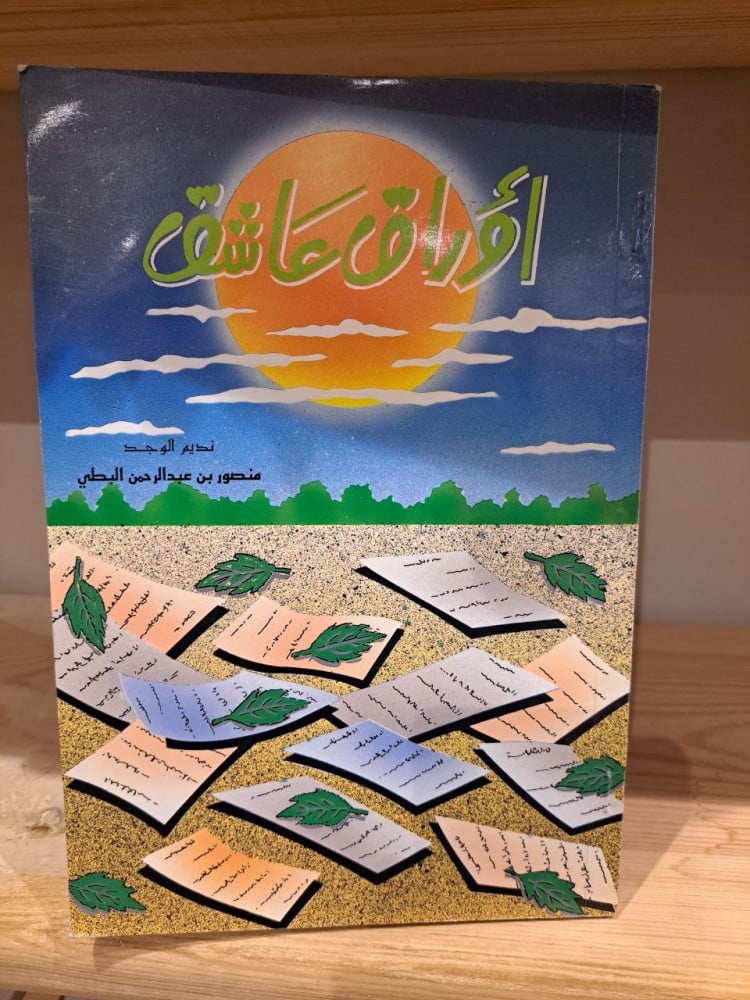 أوراق عاشق
نديم الوجد
منصور بن عبدالرحمن البطي